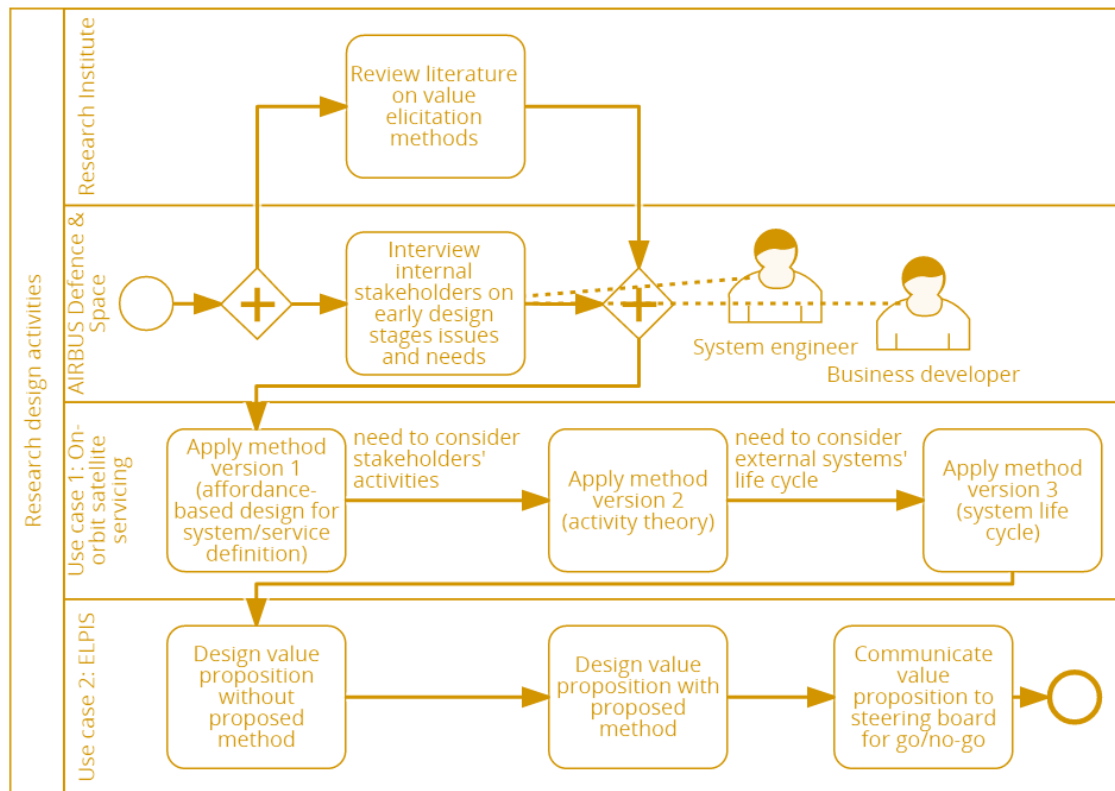 Research design activities
Research Institute
Review literature
on value
elicitation
methods
AIRBUS Defence &
Space
Interview
internal
stakeholders on
early design
stages issues
and needs
System engineer
Business developer
Use case 1: On-
orbit satellite
servicing
Apply method
version 1
(affordance-
based design for
system/service
definition)
need to consider
stakeholders'
activities
Apply method
version 2
(activity theory)
need to consider
external systems'
life cycle
Apply method
version 3
(system life
cycle)
Use case 2: ELPIS
Design value
proposition
without
proposed
method
Design value
proposition with
proposed
method
Communicate
value
proposition to
steering board
for go/no-go